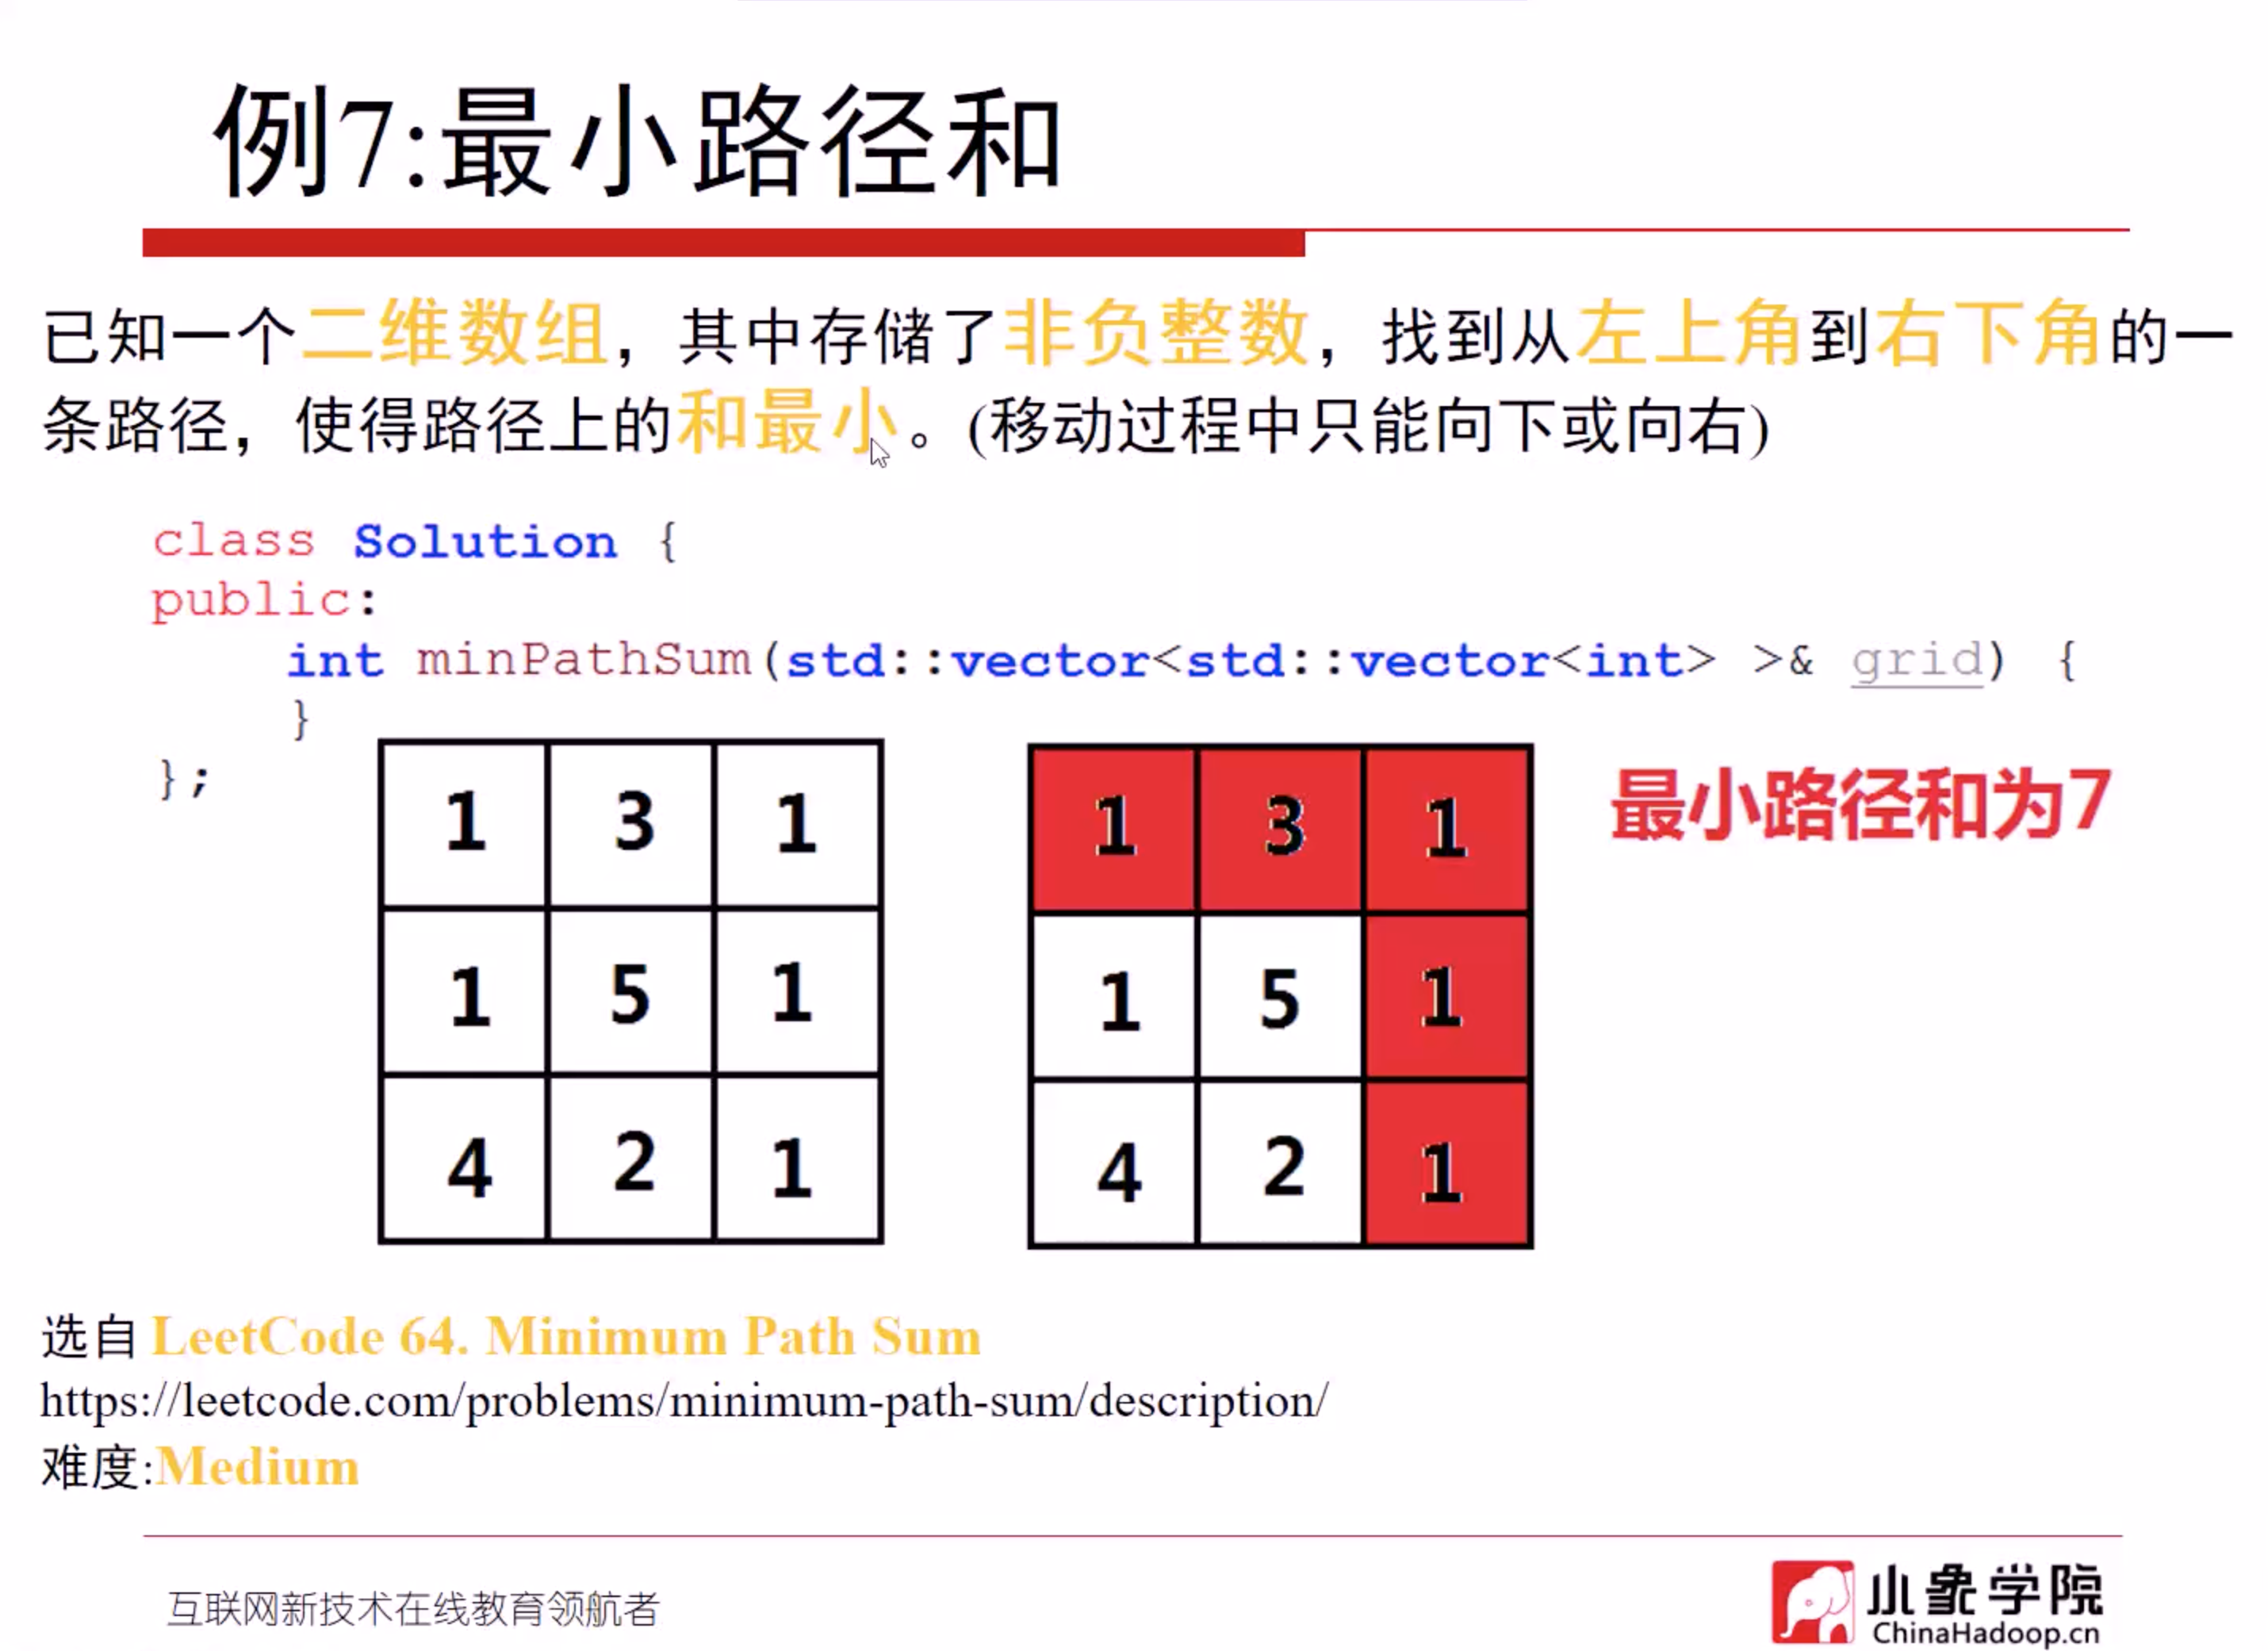 例7:最小路径和
已知一个二维数组，其中存储了非负整数，找到从左上角到右下角的一
条路径，使得路径上的和最小。(移动过程中只能向下或向右)
class Solution {
public:
    int minPathSum(std::vector<std::vector<int> >& grid) {
    }
};
1 3 1
1 5 1
4 2 1
1 3 1
1 5 1
4 2 1
最小路径和为7
选自 LeetCode 64. Minimum Path Sum
https://leetcode.com/problems/minimum-path-sum/description/
难度:Medium
互联网新技术在线教育领航者
小象学院
ChinaHadoop.cn